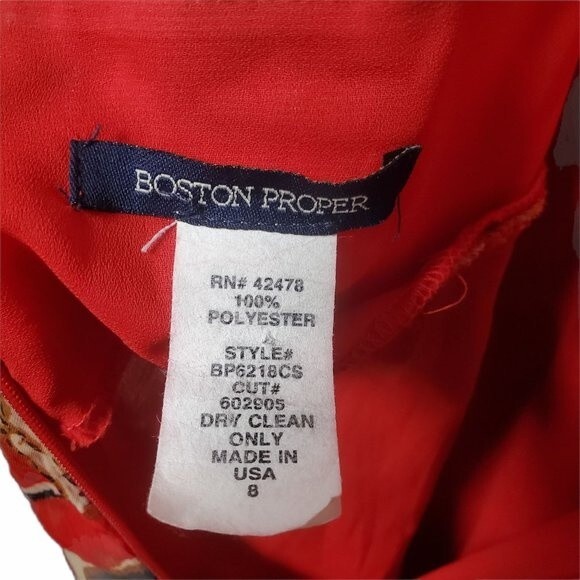 BOSTON PROPER
RN# 42478
100%
POLYESTER
STYLE#
BP6218CS
CUT#
602905
DRY CLEAN
ONLY
MADE IN
USA
8